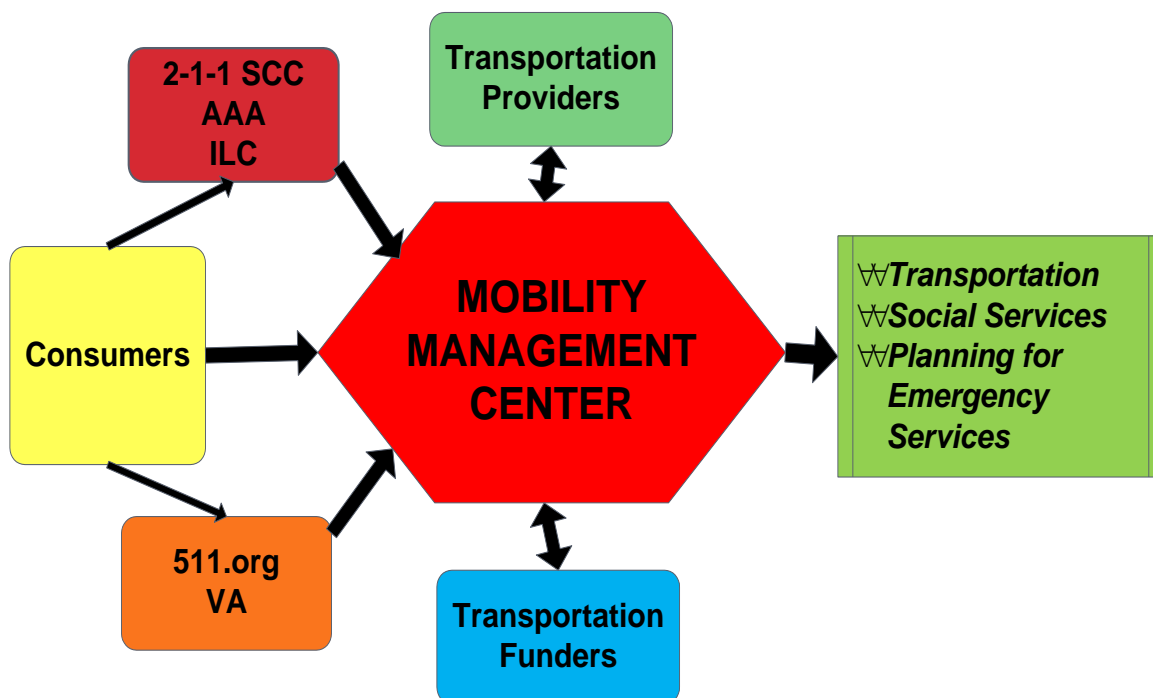 2-1-1 SCC
AAA
ILC
Transportation
Providers
Consumers
MOBILITY
MANAGEMENT
CENTER
Transportation
Social Services
Planning for
Emergency
Services
511.org
VA
Transportation
Funders